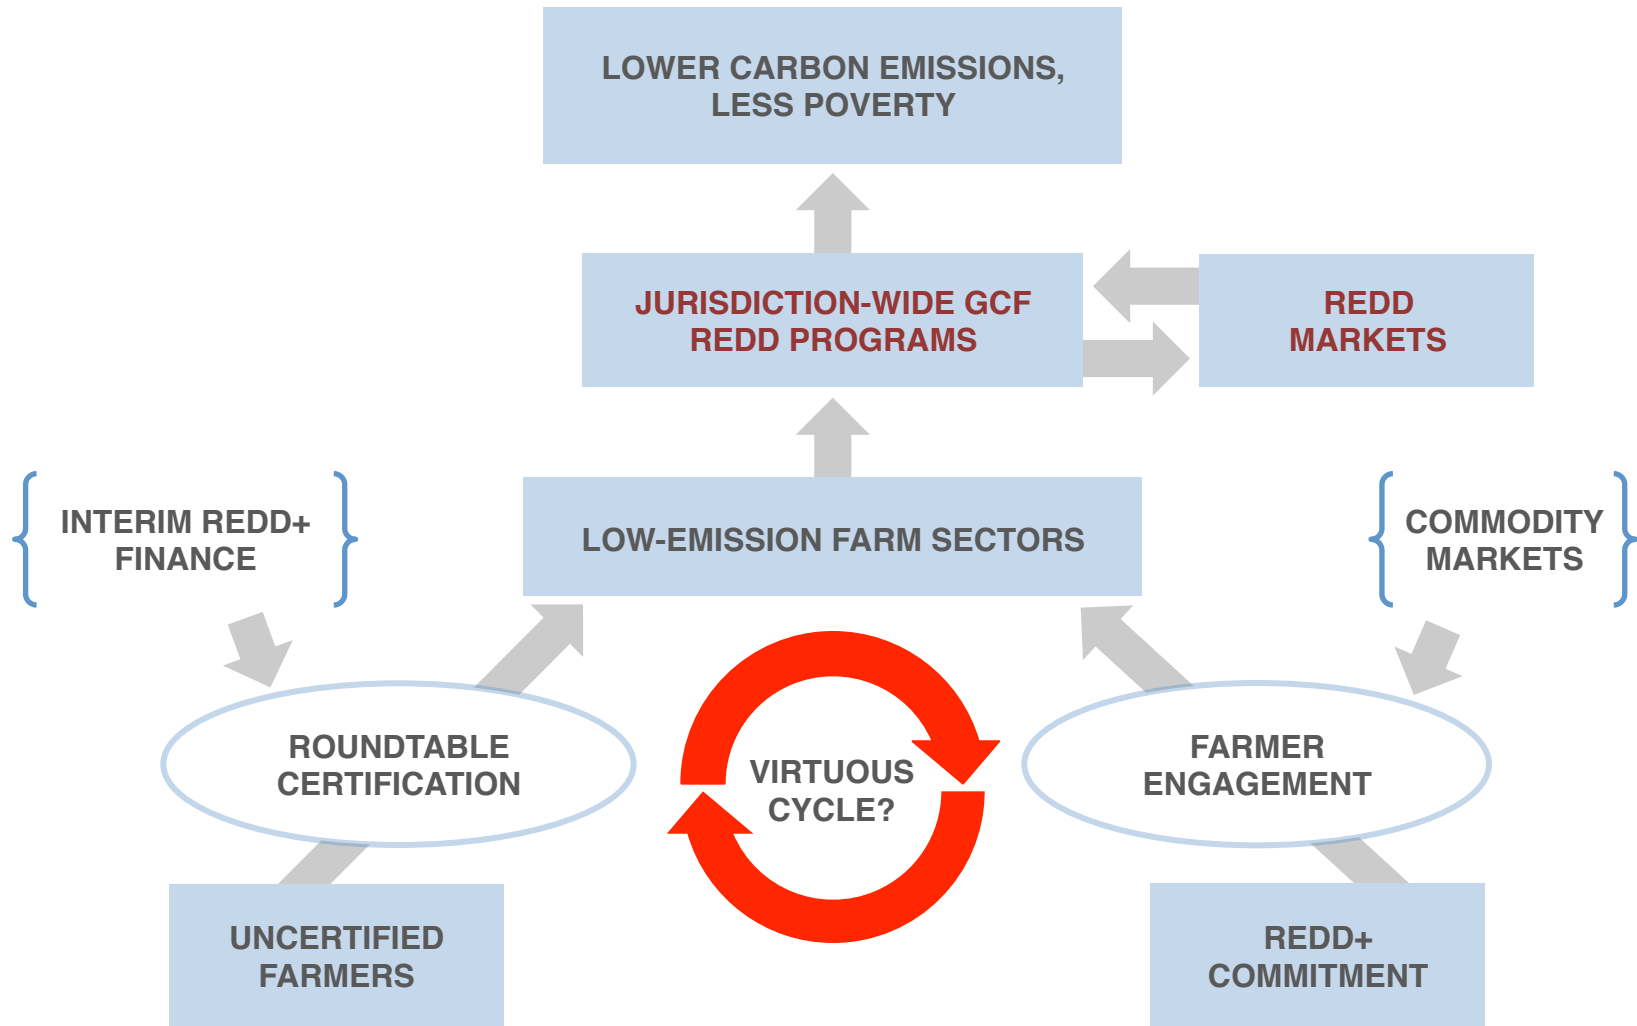 LOWER CARBON EMISSIONS,
LESS POVERTY
JURISDICTION-WIDE GCF
REDD PROGRAMS
REDD
MARKETS
INTERIM REDD+
FINANCE
LOW-EMISSION FARM SECTORS
COMMODITY
MARKETS
ROUNDTABLE
CERTIFICATION
VIRTUOUS
CYCLE?
FARMER
ENGAGEMENT
UNCERTIFIED
FARMERS
REDD+
COMMITMENT